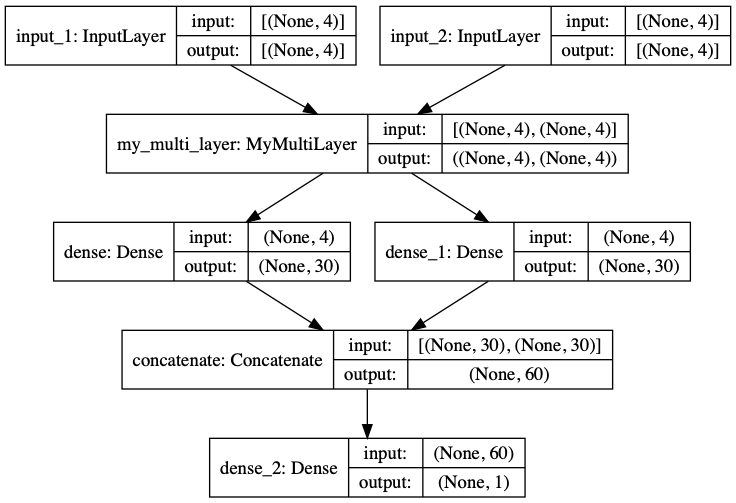 input_1: InputLayer
input: [(None, 4)]
output: [(None, 4)]
input_2: InputLayer
input: [(None, 4)]
output: [(None, 4)]
my_multi_layer: MyMultiLayer
input: [(None, 4), (None, 4)]
output: ((None, 4), (None, 4))
dense: Dense
input: (None, 4)
output: (None, 30)
dense_1: Dense
input: (None, 4)
output: (None, 30)
concatenate: Concatenate
input: [(None, 30), (None, 30)]
output: (None, 60)
dense_2: Dense
input: (None, 60)
output: (None, 1)